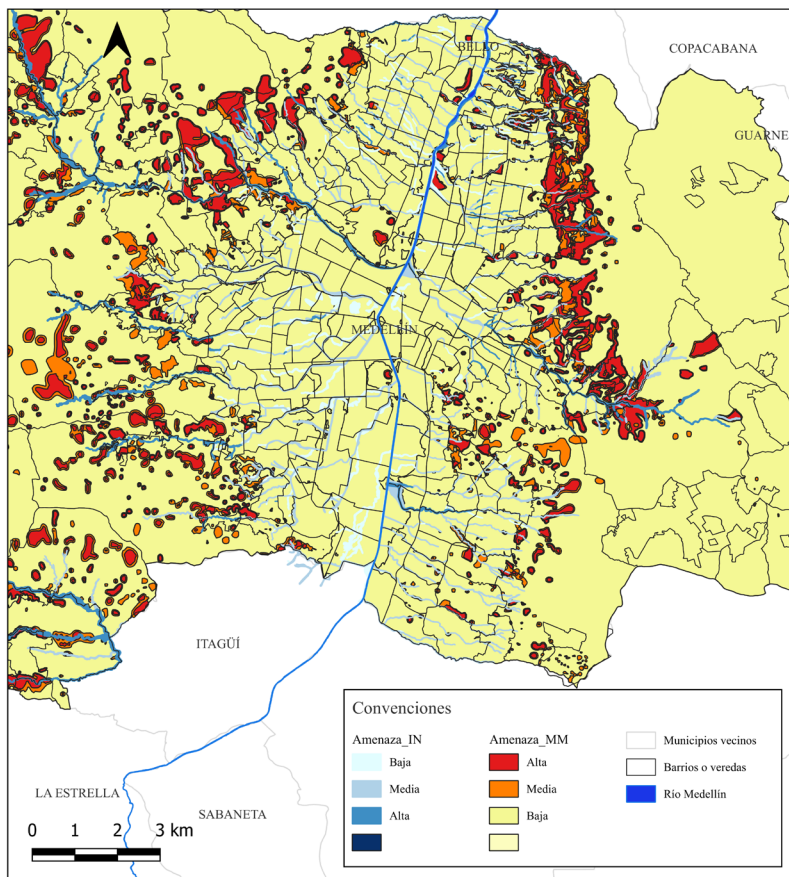 BELLO
COPACABANA
GUARNE
MEDELLÍN
ITAGÜÍ
LA ESTRELLA
SABANETA
0 1 2 3 km
Convenciones
Amenaza_IN
Baja
Media
Alta
Amenaza_MM
Alta
Media
Baja
Municipios vecinos
Barrios o veredas
Río Medellín